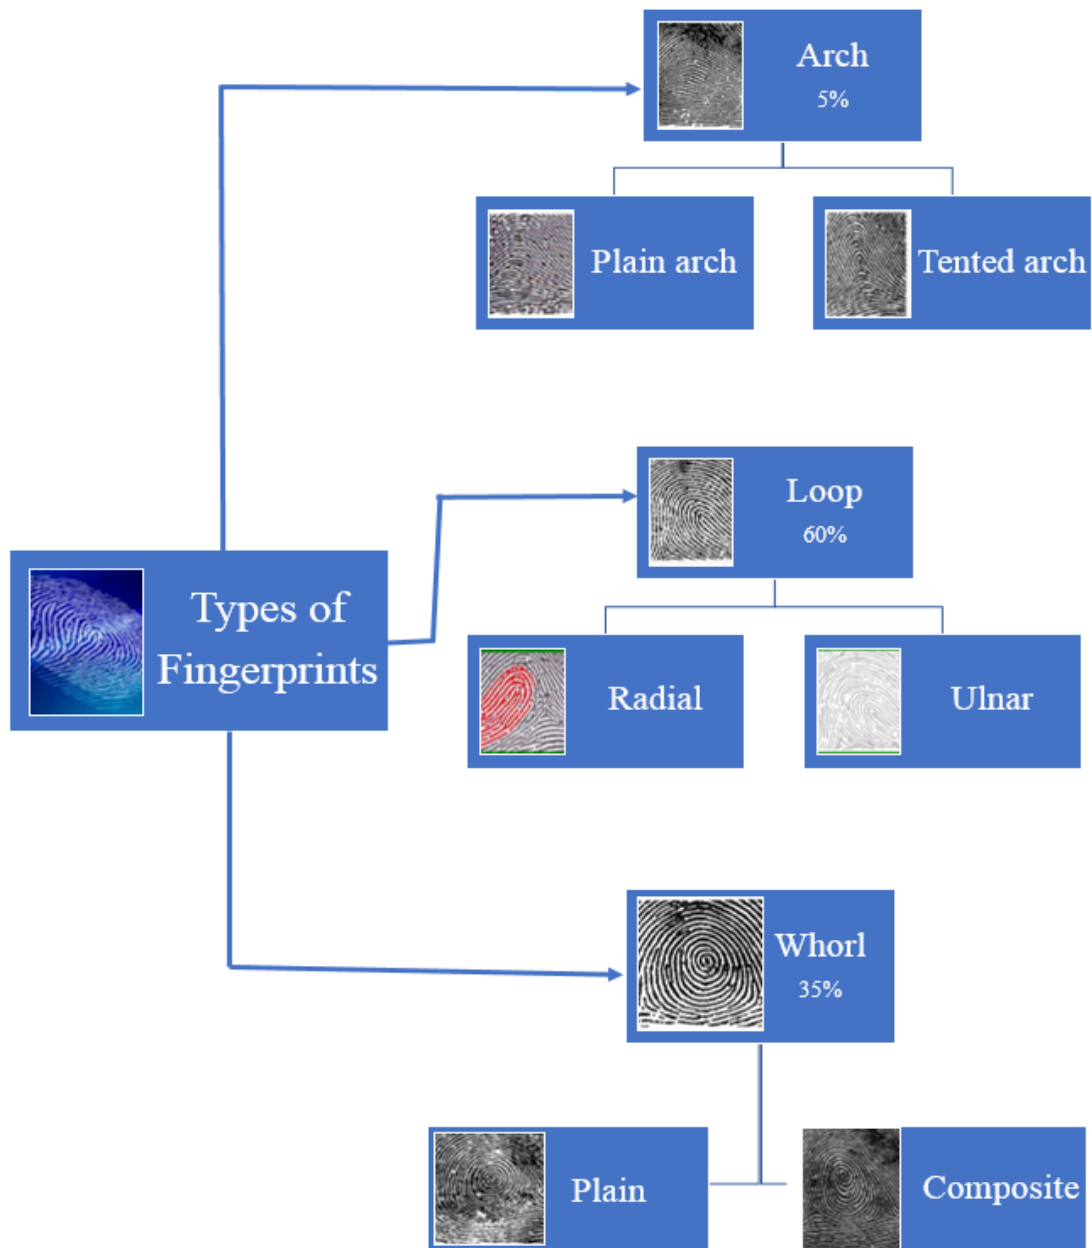 Arch
5%
Plain arch
Tented arch
Loop
60%
Types of
Fingerprints
Radial
Ulnar
Whorl
35%
Plain
Composite